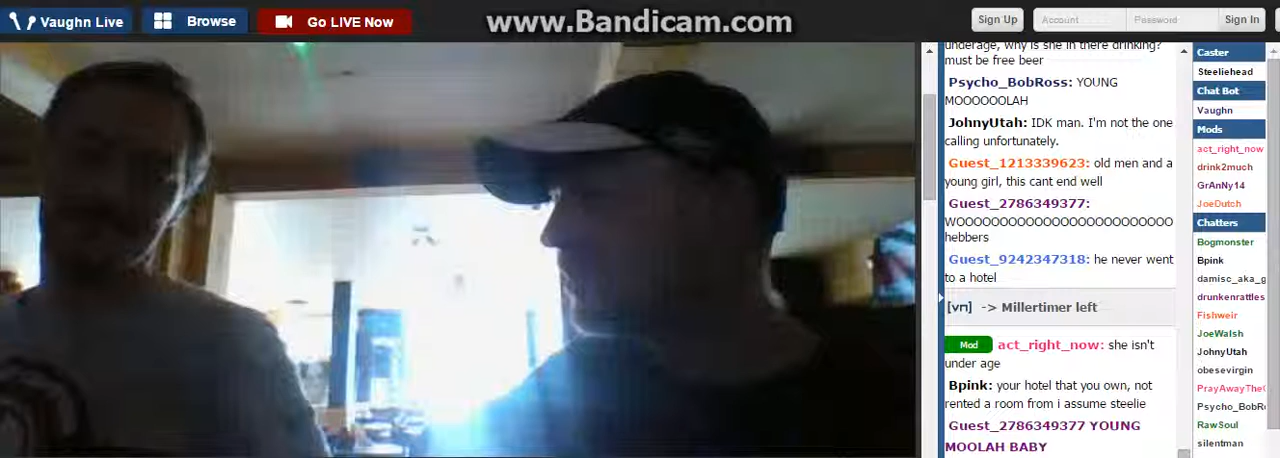 Vaughn Live
Browse
Go LIVE Now
www.Bandicam.com
Sign Up
Account
Password
Sign In
underage, why is she in there drinking?
must be free beer
Psycho_BobRoss: YOUNG
MOOOOOOLAH
JohnyUtah: IDK man. I'm not the one
calling unfortunately.
Guest_1213339623: old men and a
young girl, this cant end well
Guest_2786349377:
WOOOOOOOOOOOOOOOOOOOOOOOO
hebbers
Guest_9242347318: he never went
to a hotel
[vn] -> Millertimer left
Mod act_right_now: she isn't
under age
Bpink: your hotel that you own, not
rented a room from i assume steelie
Guest_2786349377 YOUNG
MOOLAH BABY
Caster
Steeliehead
Chat Bot
Vaughn
Mods
act_right_now
drink2much
GrAnNy14
JoeDutch
Chatters
Bogmonster
Bpink
damisc_aka_g
drunkenrattles
Fishweir
JoeWalsh
JohnyUtah
obesevirgin
PrayAwayTheG
Psycho_BobR
RawSoul
silentman